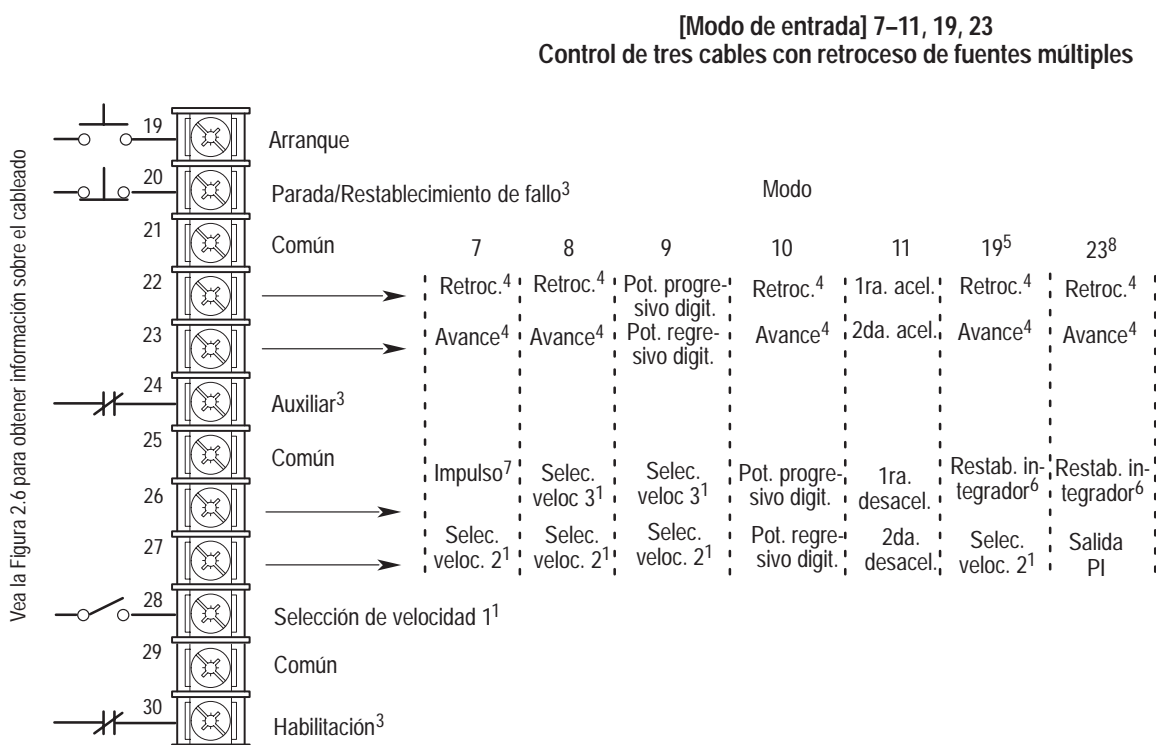 [Modo de entrada] 7–11, 19, 23
Control de tres cables con retroceso de fuentes múltiples
Vea la Figura 2.6 para obtener información sobre el cableado
19 Arranque
20 Parada/Restablecimiento de fallo3 Modo
21 Común 7 8 9 10 11 19⁵ 23⁸
22 Retroc.⁴ Retroc.⁴ Pot. progre- Retroc.⁴ 1ra. acel. Retroc.⁴ Retroc.⁴
sivo digit.
23 Avance⁴ Avance⁴ Pot. regre- Avance⁴ 2da. acel. Avance⁴ Avance⁴
sivo digit.
24 Auxiliar³
25 Común
26 Impulso⁷ Selec. Selec. Pot. progre- 1ra. Restab. in- Restab. in-
veloc 3¹ veloc 3¹ sivo digit. desacel. tegrador⁶ tegrador⁶
27 Selec. Selec. Selec. Pot. regre- 2da. Selec. Salida
veloc. 2¹ veloc. 2¹ veloc. 2¹ sivo digit. desacel. veloc. 2¹ PI
28 Selección de velocidad 1¹
29 Común
30 Habilitación³